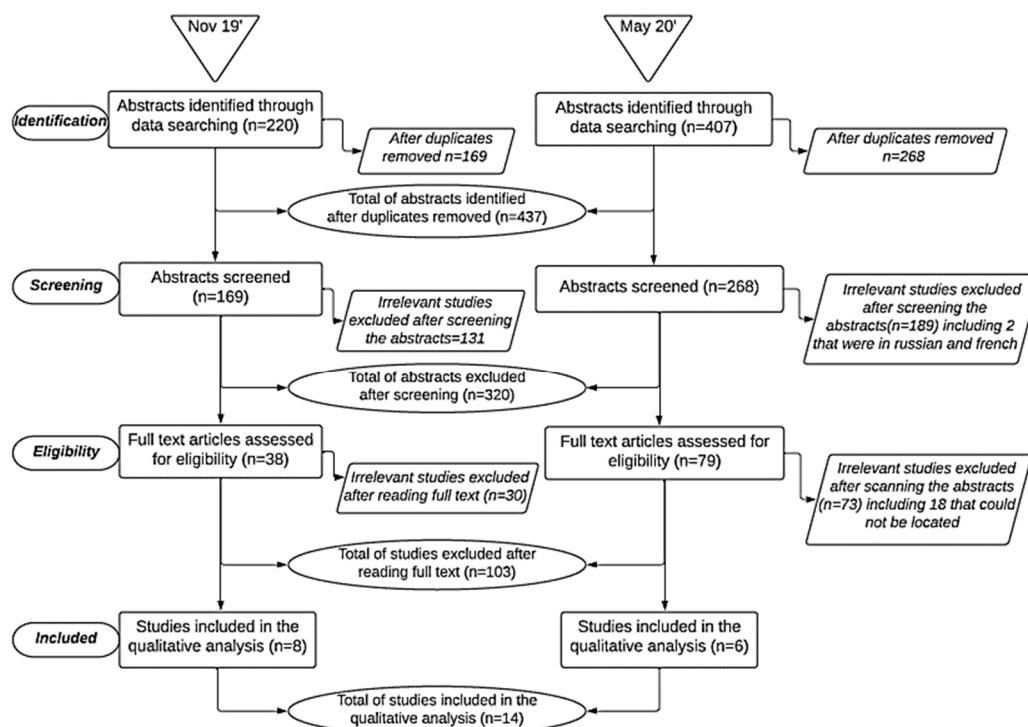 Nov 19'
May 20'
Identification
Abstracts identified through
data searching (n=220)
Abstracts identified through
data searching (n=407)
After duplicates
removed n=169
After duplicates removed
n=268
Total of abstracts identified
after duplicates removed (n=437)
Screening
Abstracts screened
(n=169)
Abstracts screened (n=268)
Irrelevant studies
excluded after screening
the abstracts=131
Irrelevant studies excluded
after screening the
abstracts(n=189) including 2
that were in russian and french
Total of abstracts excluded
after screening (n=320)
Eligibility
Full text articles assessed
for eligibility (n=38)
Full text articles assessed for
eligibility (n=79)
Irrelevant studies excluded
after reading full text (n=30)
Irrelevant studies excluded
after scanning the abstracts
(n=73) including 18 that could
not be located
Total of studies excluded after
reading full text (n=103)
Included
Studies included in the
qualitative analysis (n=8)
Studies included in the
qualitative analysis (n=6)
Total of studies included in the
qualitative analysis (n=14)